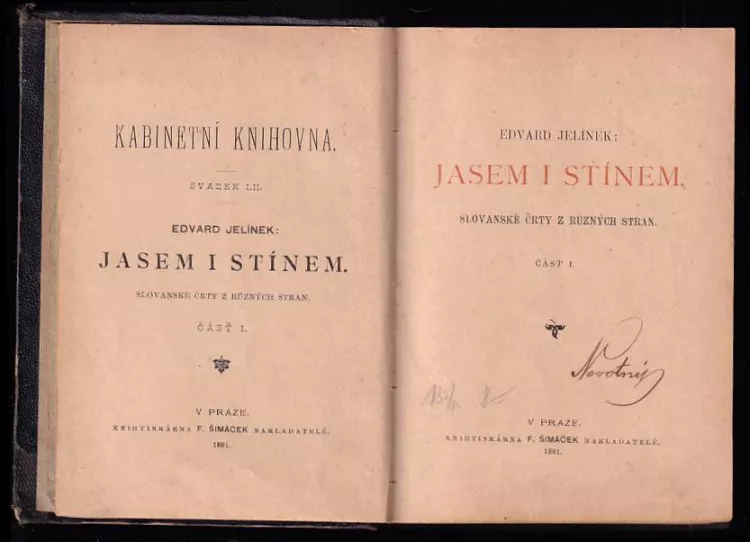 KABINETNÍ KNIHOVNA.
SVAZEK LII.
EDVARD JELÍNEK:
JASEM I STÍNEM.
SLOVANSKÉ ČRTY Z RŮZNÝCH STRAN.
ČÁSŤ I.
V PRAZE.
KNIHTISKÁRNA F. ŠIMÁČEK NAKLADATELÉ.
1891.
EDVARD JELÍNEK:
JASEM I STÍNEM.
SLOVANSKÉ ČRTY Z RŮZNÝCH STRAN.
ČÁST I.
Novotný
V PRAZE.
KNIHTISKÁRNA F. ŠIMÁČEK NAKLADATELÉ.
1891.